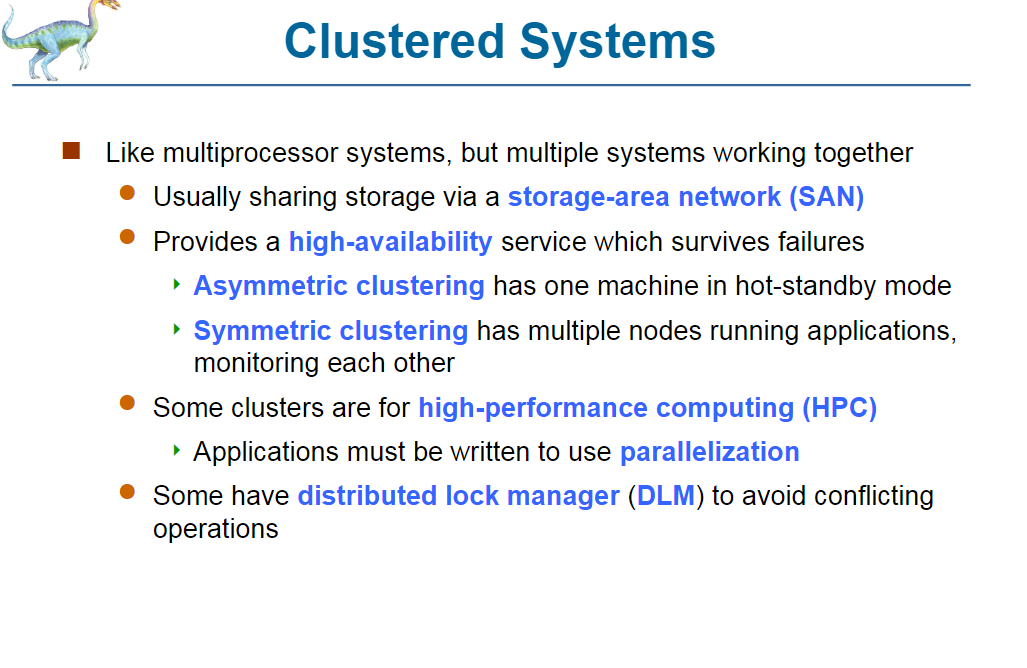 Clustered Systems
Like multiprocessor systems, but multiple systems working together
Usually sharing storage via a storage-area network (SAN)
Provides a high-availability service which survives failures
Asymmetric clustering has one machine in hot-standby mode
Symmetric clustering has multiple nodes running applications,
monitoring each other
Some clusters are for high-performance computing (HPC)
Applications must be written to use parallelization
Some have distributed lock manager (DLM) to avoid conflicting
operations